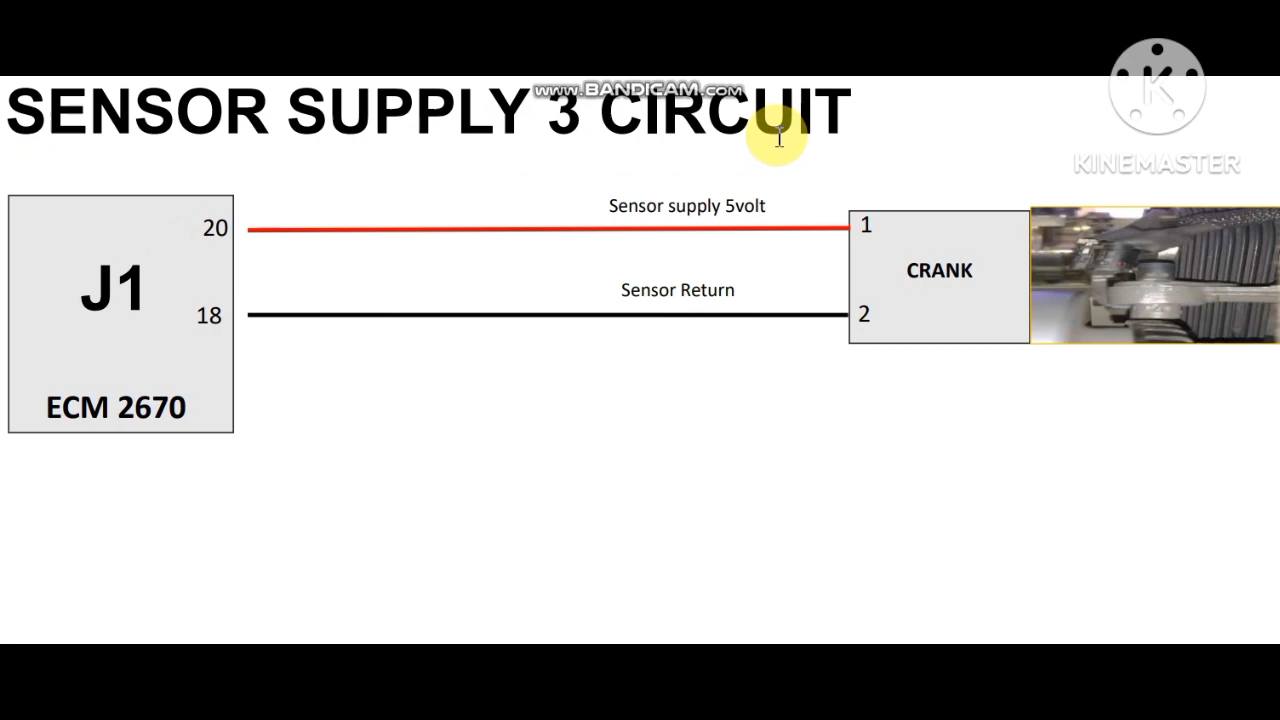 www.BANDICAM.com
SENSOR SUPPLY 3 CIRCUIT
K
KINEMASTER
20
Sensor supply 5volt
1
J1
CRANK
18
Sensor Return
2
ECM 2670